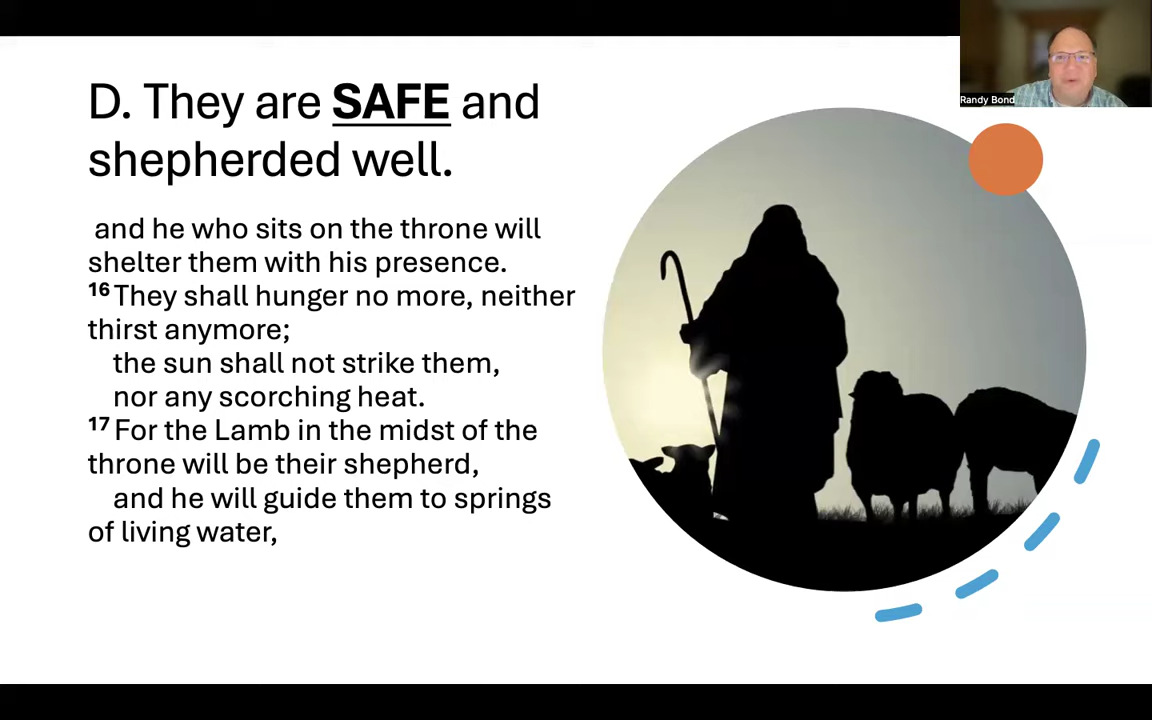 D. They are SAFE and
shepherded well.
and he who sits on the throne will
shelter them with his presence.
16 They shall hunger no more, neither
thirst anymore;
the sun shall not strike them,
nor any scorching heat.
17 For the Lamb in the midst of the
throne will be their shepherd,
and he will guide them to springs
of living water,
Randy Bond